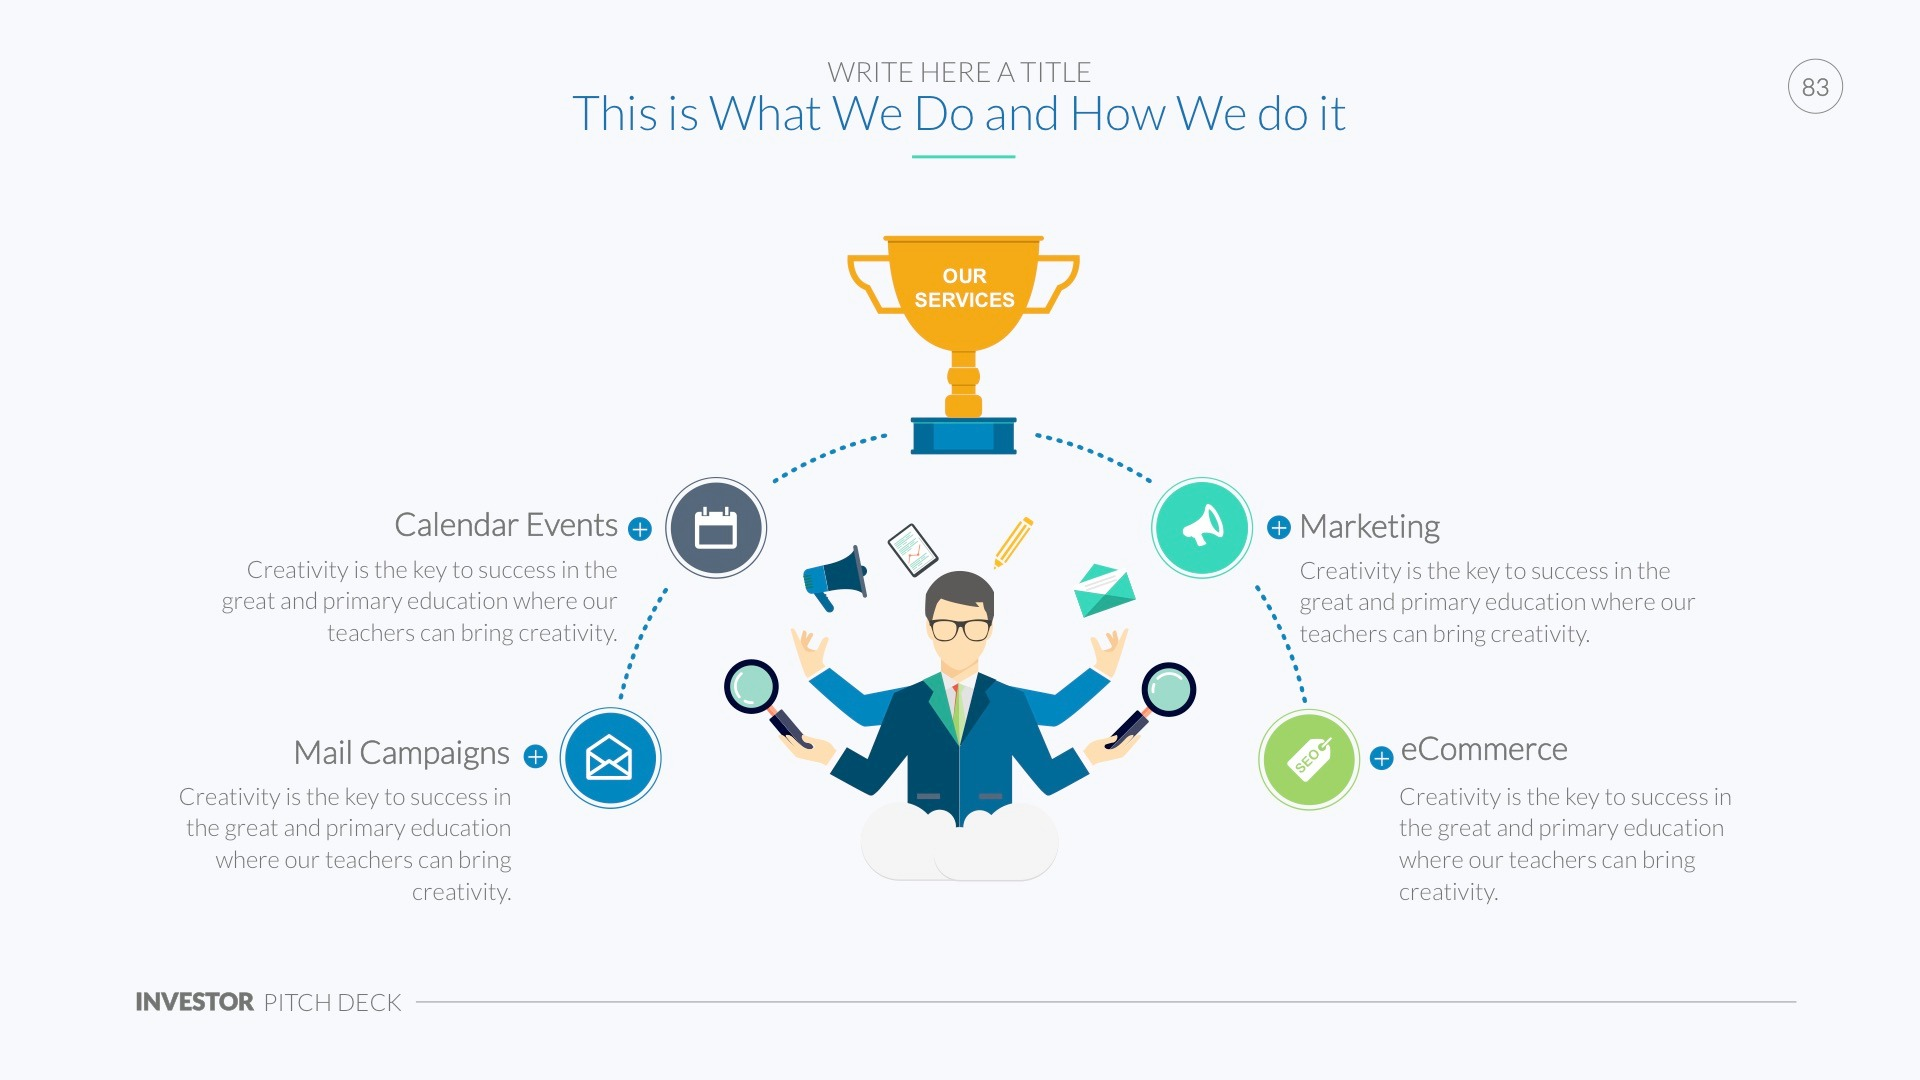 WRITE HERE A TITLE
This is What We Do and How We do it
83
OUR
SERVICES
Calendar Events
Creativity is the key to success in the
great and primary education where our
teachers can bring creativity.
Marketing
Creativity is the key to success in the
great and primary education where our
teachers can bring creativity.
Mail Campaigns
Creativity is the key to success in
the great and primary education
where our teachers can bring
creativity.
SEO
eCommerce
Creativity is the key to success in
the great and primary education
where our teachers can bring
creativity.
INVESTOR PITCH DECK